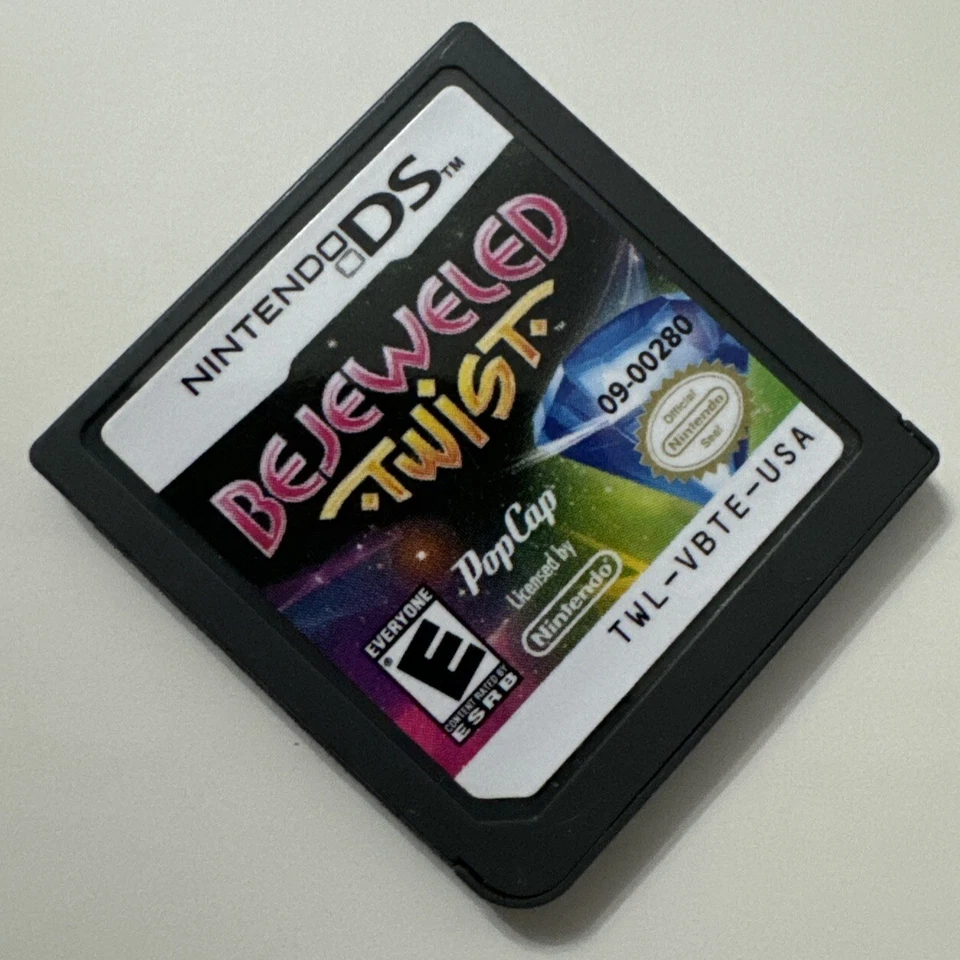 NINTENDO DS™
BEJEWELED
TWIST™
09-00280
Official
Nintendo
Seal
PopCap
Licensed by
Nintendo®
EVERYONE
E
®
CONTENT RATED BY
ESRB
TWL-VBTE-USA